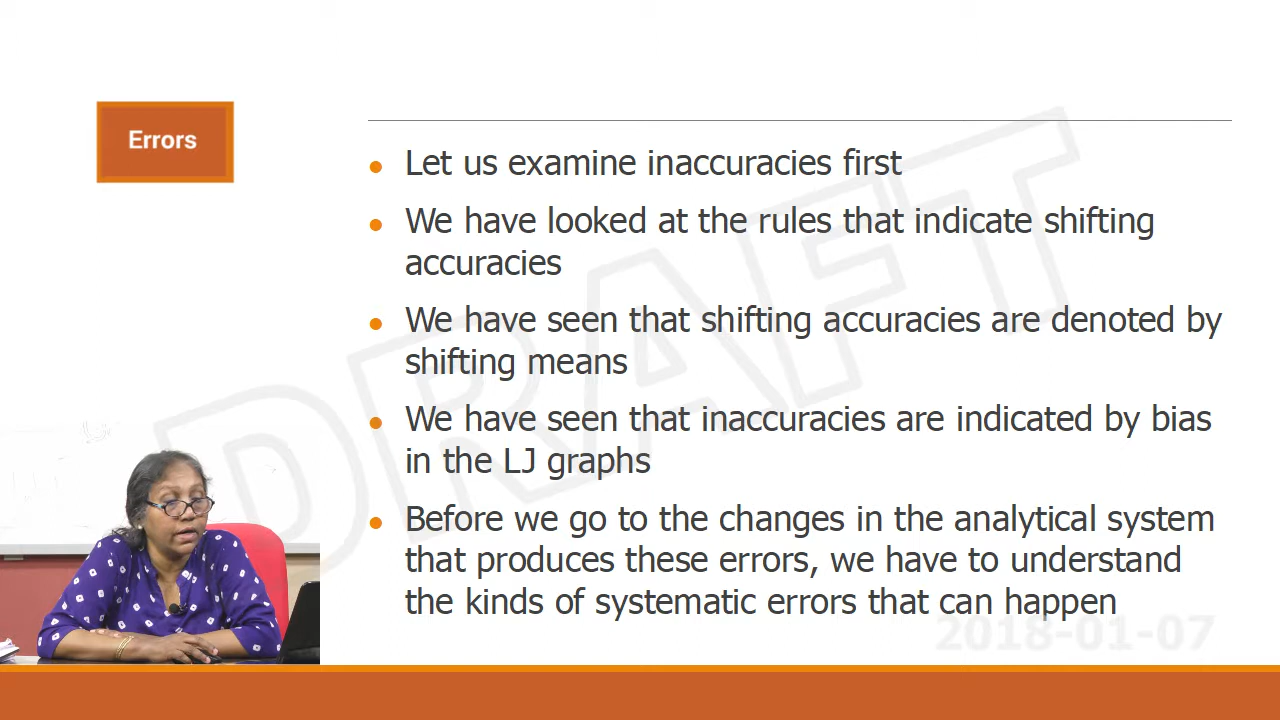 Errors
Let us examine inaccuracies first
We have looked at the rules that indicate shifting
accuracies
We have seen that shifting accuracies are denoted by
shifting means
We have seen that inaccuracies are indicated by bias
in the LJ graphs
Before we go to the changes in the analytical system
that produces these errors, we have to understand
the kinds of systematic errors that can happen
DRAFT
2018-01-07